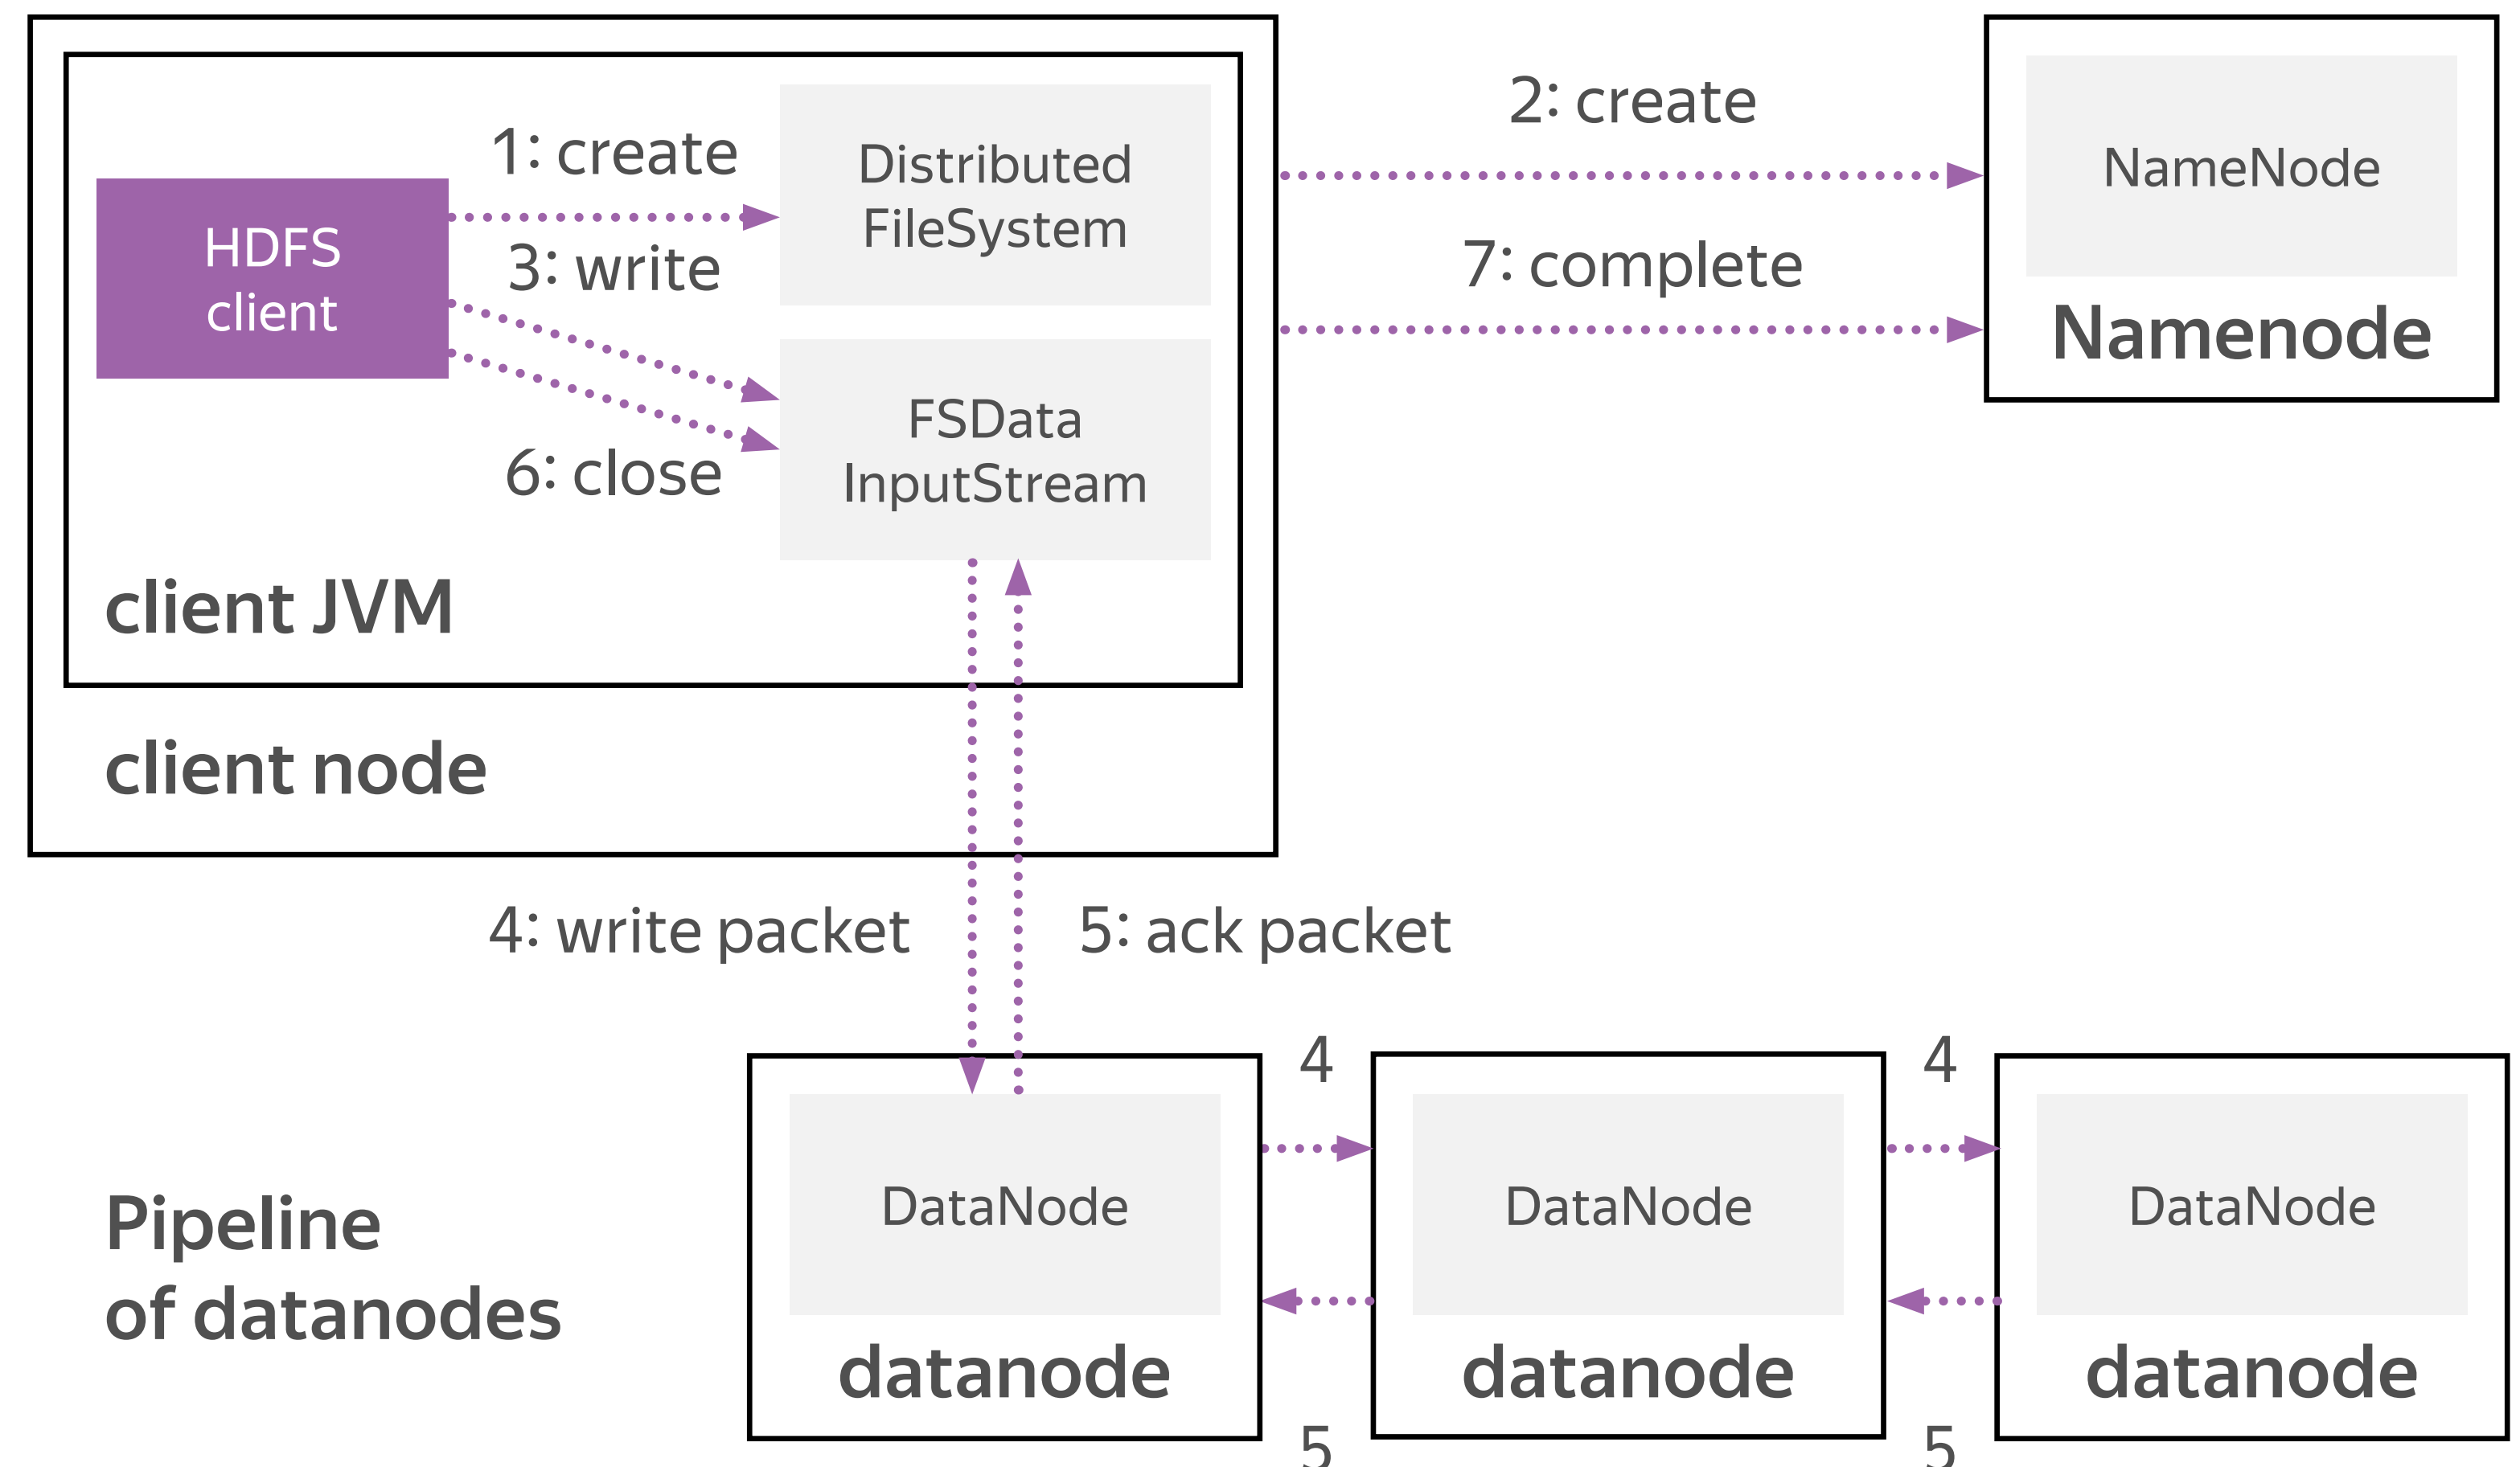 1: create
Distributed
FileSystem
HDFS
client
3: write
FSData
InputStream
6: close
client JVM
client node
2: create
7: complete
NameNode
Namenode
4: write packet
5: ack packet
4
4
DataNode
DataNode
DataNode
Pipeline
of datanodes
datanode
datanode
datanode
5
5